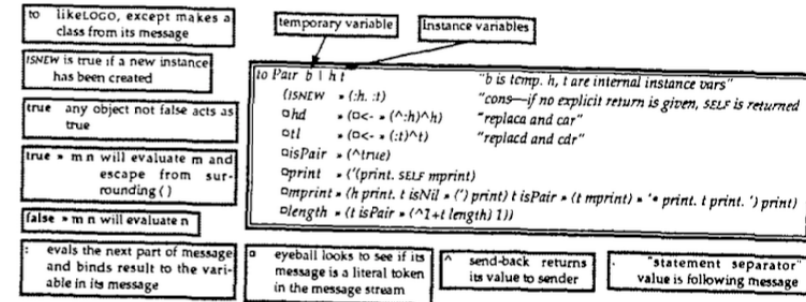 to likeLOGO, except makes a
class from its message
ISNEW is true if a new instance
has been created
true any object not false acts as
true
true » m n will evaluate m and
escape from sur-
rounding ( )
false » m n will evaluate n
: evals the next part of message
and binds result to the vari-
able in its message
temporary variable
Instance variables
to Pair b | h t "b is temp. h, t are internal instance vars"
(ISNEW » (:h. :t) "cons—if no explicit return is given, SELF is returned
▫hd » (▫<- » (^:h)^h) "replaca and car"
▫tl » (▫<- » (:t)^t) "replacd and cdr"
▫isPair » (^true)
▫print » ('(print. SELF mprint)
▫mprint » (h print. t isNil » (') print) t isPair » (t mprint) » '* print. t print. ') print)
▫length » (t isPair » (^1+t length) 1))
▫ eyeball looks to see if its
message is a literal token
in the message stream
^ send-back returns
its value to sender
. "statement separator"
value is following message